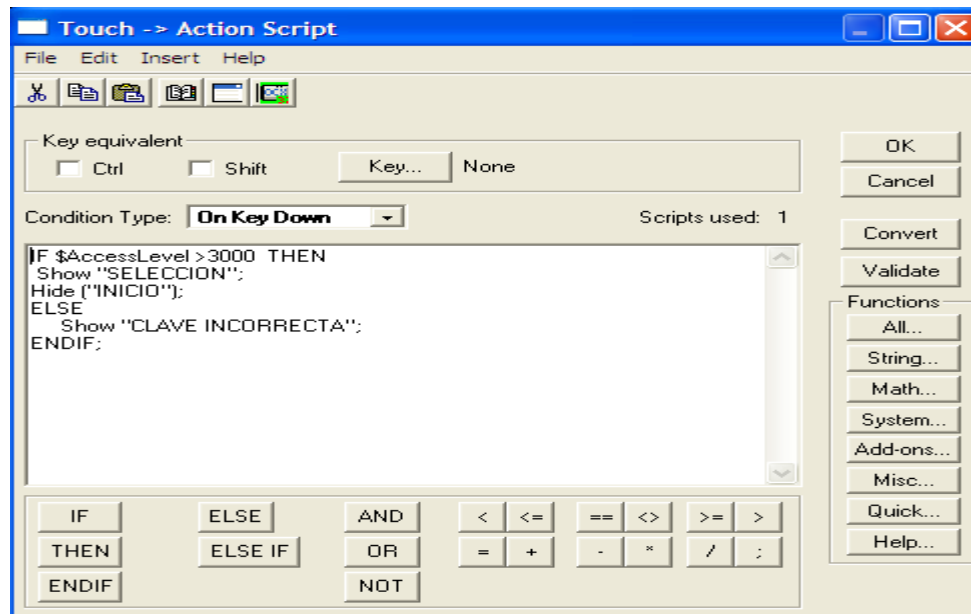 Touch -> Action Script
File Edit Insert Help
Key equivalent
Ctrl Shift Key... None
OK
Cancel
Condition Type: On Key Down Scripts used: 1
Convert
Validate
IF $AccessLevel >3000 THEN
Show "SELECCION";
Hide ("INICIO");
ELSE
Show "CLAVE INCORRECTA";
ENDIF;
Functions
All...
String...
Math...
System...
Add-ons...
Misc...
Quick...
Help...
IF ELSE AND < <= == <> >= >
THEN ELSE IF OR = + - * / ;
ENDIF NOT